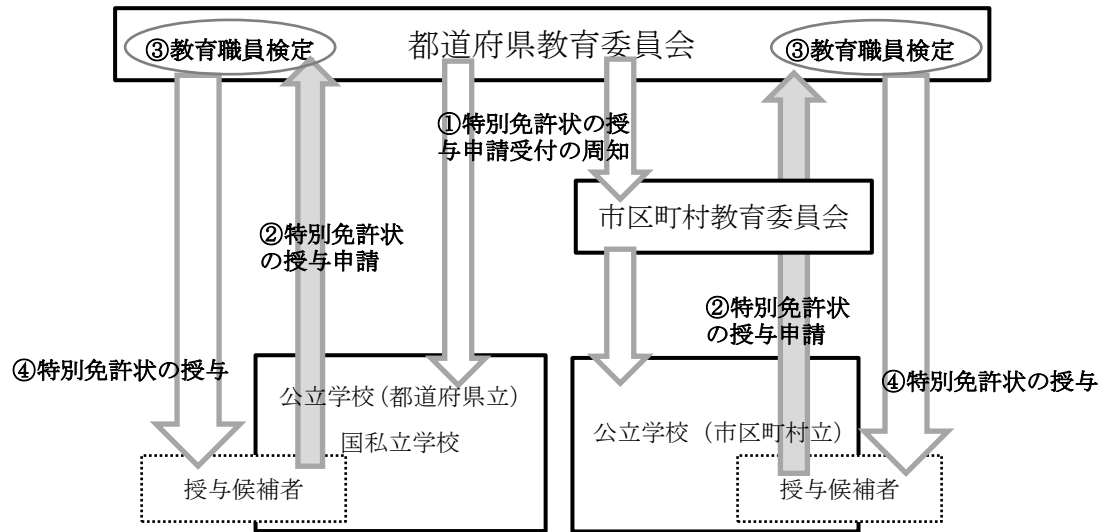 ③教育職員検定
都道府県教育委員会
③教育職員検定
①特別免許状の授
与申請受付の周知
市区町村教育委員会
②特別免許状
の授与申請
②特別免許状
の授与申請
④特別免許状の授与
④特別免許状の授与
公立学校(都道府県立)
国私立学校
公立学校(市区町村立)
授与候補者
授与候補者